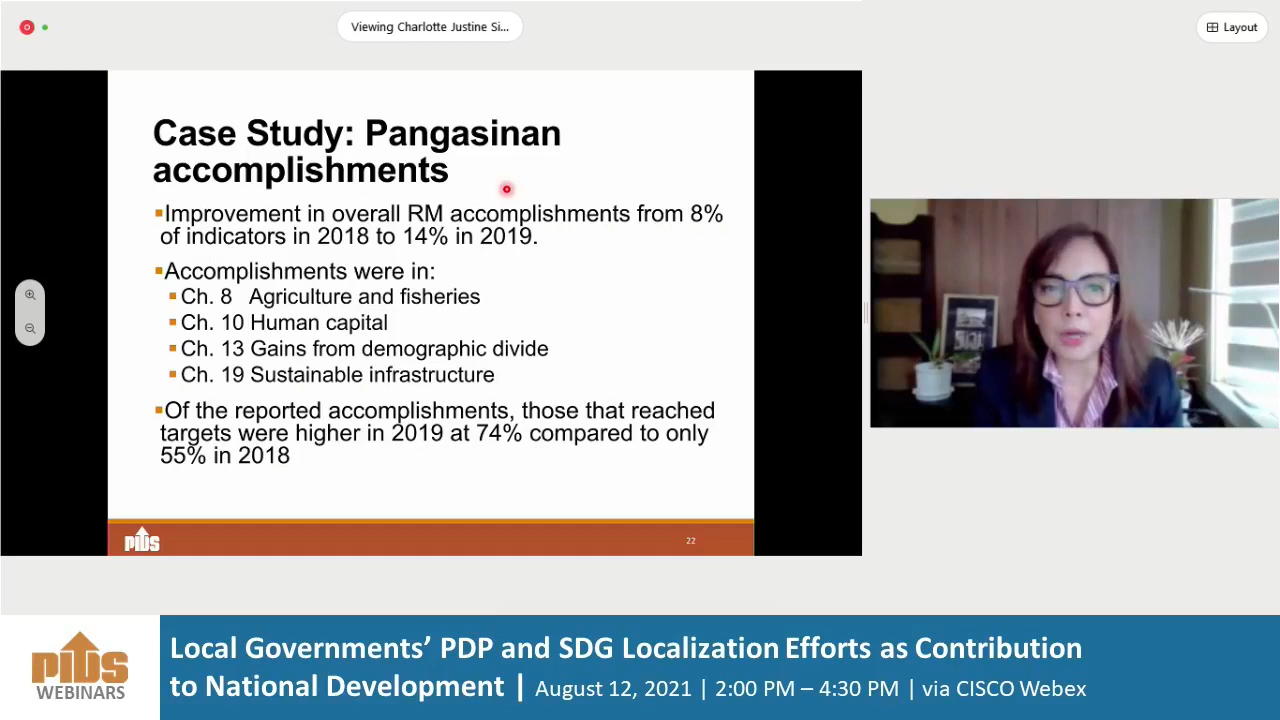 Viewing Charlotte Justine Si...
Layout
Case Study: Pangasinan
accomplishments
Improvement in overall RM accomplishments from 8%
of indicators in 2018 to 14% in 2019.
Accomplishments were in:
Ch. 8 Agriculture and fisheries
Ch. 10 Human capital
Ch. 13 Gains from demographic divide
Ch. 19 Sustainable infrastructure
Of the reported accomplishments, those that reached
targets were higher in 2019 at 74% compared to only
55% in 2018
PIDS
22
PIDS
WEBINARS
Local Governments' PDP and SDG Localization Efforts as Contribution
to National Development | August 12, 2021 | 2:00 PM – 4:30 PM | via CISCO Webex